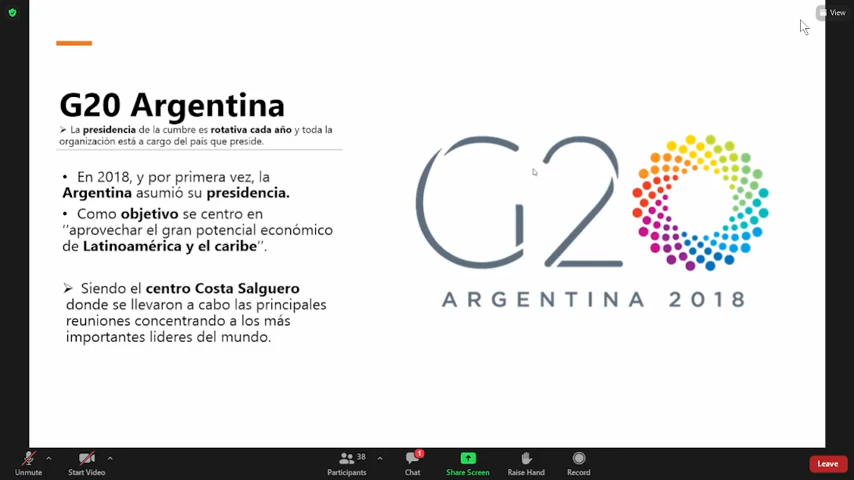 View
G20 Argentina
➢ La presidencia de la cumbre es rotativa cada año y toda la
organización está a cargo del país que preside.
• En 2018, y por primera vez, la
Argentina asumió su presidencia.
• Como objetivo se centro en
‘‘aprovechar el gran potencial económico
de Latinoamérica y el caribe’’.
➢ Siendo el centro Costa Salguero
donde se llevaron a cabo las principales
reuniones concentrando a los más
importantes lideres del mundo.
G20
ARGENTINA 2018
Unmute
Start Video
38
Participants
1
Chat
Share Screen
Raise Hand
Record
Leave